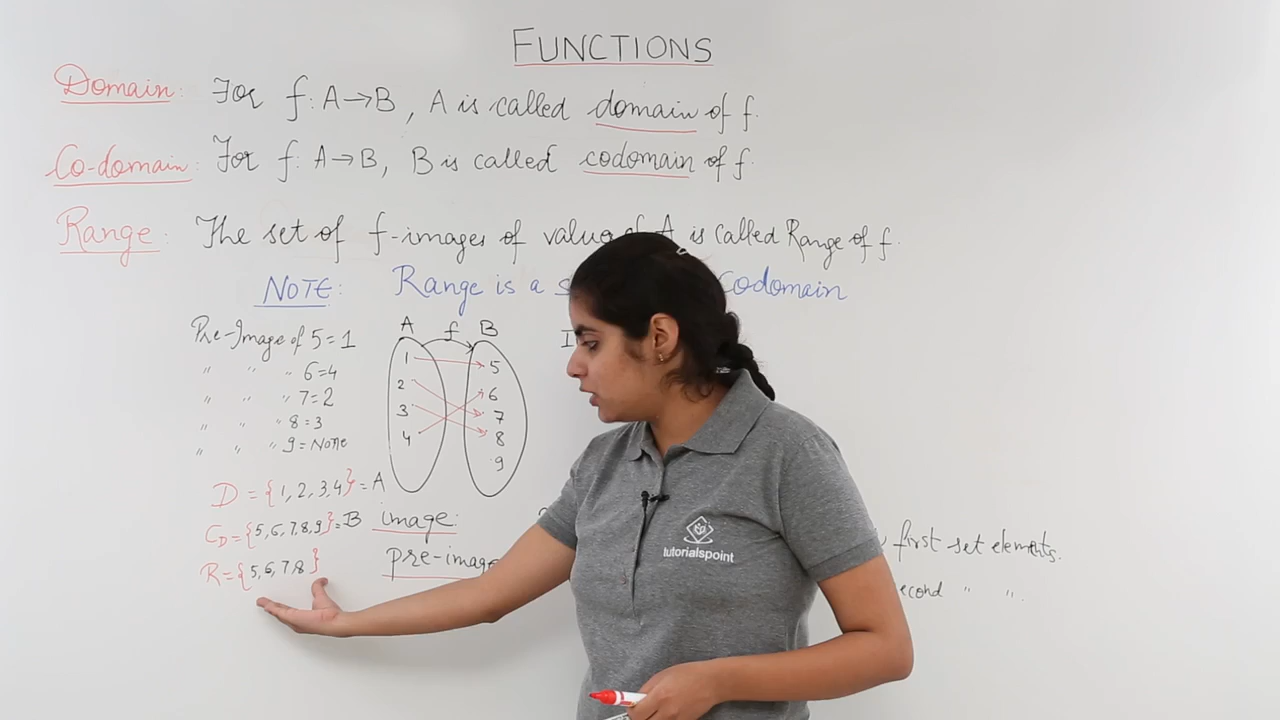 FUNCTIONS
Domain: For f: A→B, A is called domain of f.
Co-domain: For f: A→B, B is called codomain of f.
Range: The set of f-images of value of A is called Range of f.
NOTE: Range is a codomain
Pre-Image of 5 = 1
" " " 6 = 4
" " " 7 = 2
" " " 8 = 3
" " " 9 = None
A f B
1 5
2 6
3 7
4 8
9
D = {1, 2, 3, 4} = A
CD = {5, 6, 7, 8, 9} = B
R = {5, 6, 7, 8}
image:
pre-image
first set elements.
second " ".
tutorialspoint